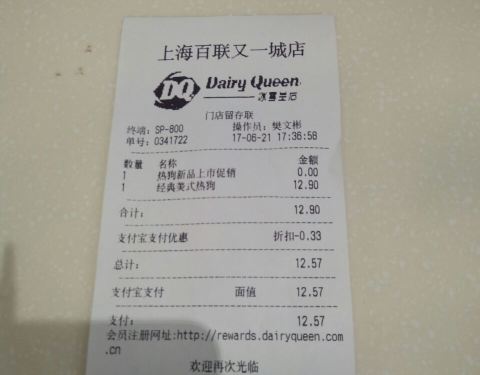 上海百联又一城店
DQ Dairy Queen
冰雪皇后
门店留存联
终端: SP-800 操作员: 樊文彬
单号: 0341722 17-06-21 17:36:58
数量 名称 金额
1 热狗新品上市促销 0.00
1 经典美式热狗 12.90
合计: 12.90
支付宝支付优惠 折扣-0.33
总计: 12.57
支付宝支付 面值 12.57
支付: 12.57
会员注册网址:http://rewards.dairyqueen.com
.cn
欢迎再次光临